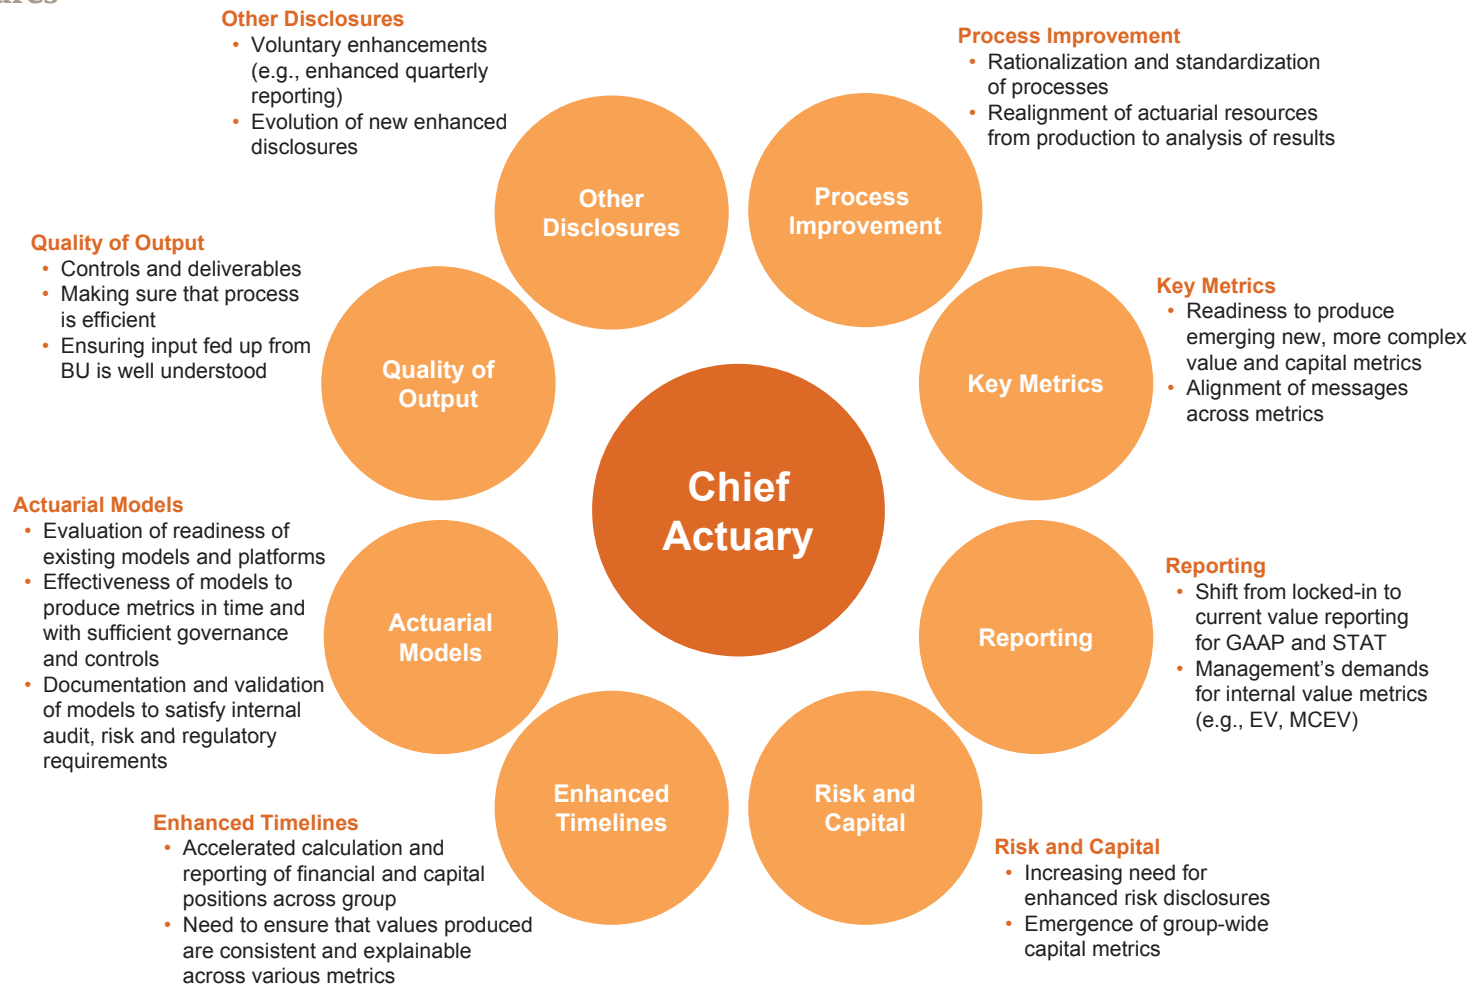 Other Disclosures
• Voluntary enhancements
(e.g., enhanced quarterly
reporting)
• Evolution of new enhanced
disclosures
Process Improvement
• Rationalization and standardization
of processes
• Realignment of actuarial resources
from production to analysis of results
Other
Disclosures
Process
Improvement
Quality of Output
• Controls and deliverables
• Making sure that process
is efficient
• Ensuring input fed up from
BU is well understood
Quality of
Output
Key Metrics
Key Metrics
• Readiness to produce
emerging new, more complex
value and capital metrics
• Alignment of messages
across metrics
Chief
Actuary
Actuarial Models
• Evaluation of readiness of
existing models and platforms
• Effectiveness of models to
produce metrics in time and
with sufficient governance
and controls
• Documentation and validation
of models to satisfy internal
audit, risk and regulatory
requirements
Actuarial
Models
Reporting
Reporting
• Shift from locked-in to
current value reporting
for GAAP and STAT
• Management’s demands
for internal value metrics
(e.g., EV, MCEV)
Enhanced
Timelines
Risk and
Capital
Enhanced Timelines
• Accelerated calculation and
reporting of financial and capital
positions across group
• Need to ensure that values produced
are consistent and explainable
across various metrics
Risk and Capital
• Increasing need for
enhanced risk disclosures
• Emergence of group-wide
capital metrics